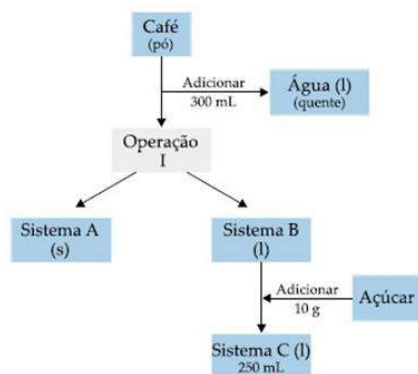 Café
(pó)
Adicionar
300 mL
Água (l)
(quente)
Operação
I
Sistema A
(s)
Sistema B
(l)
Adicionar
10 g
Açúcar
Sistema C (l)
250 mL